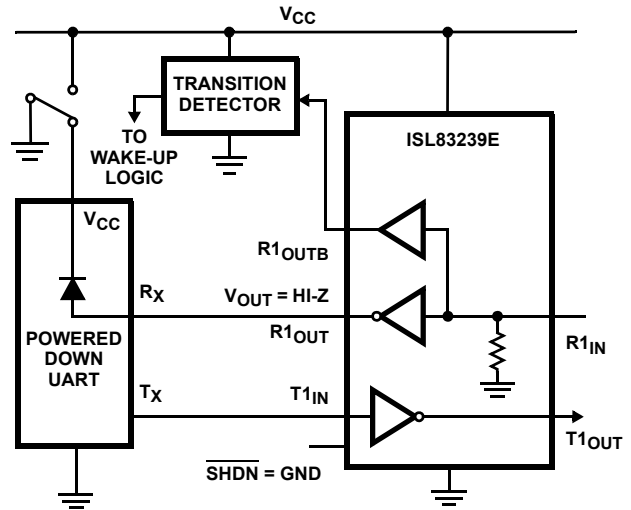 VCC
TRANSITION
DETECTOR
TO
WAKE-UP
LOGIC
ISL83239E
VCC
R1OUTB
RX
VOUT = HI-Z
R1OUT
R1IN
POWERED
DOWN
UART
TX
T1IN
T1OUT
SHDN = GND